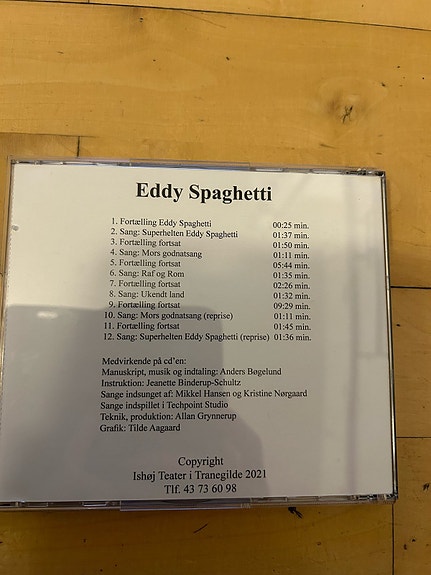 Eddy Spaghetti
1. Fortælling Eddy Spaghetti 00:25 min.
2. Sang: Superhelten Eddy Spaghetti 01:37 min.
3. Fortælling fortsat 01:50 min.
4. Sang: Mors godnatsang 01:11 min.
5. Fortælling fortsat 05:44 min.
6. Sang: Raf og Rom 01:35 min.
7. Fortælling fortsat 02:26 min.
8. Sang: Ukendt land 01:32 min.
9. Fortælling fortsat 09:29 min.
10. Sang: Mors godnatsang (reprise) 01:11 min.
11. Fortælling fortsat 01:45 min.
12. Sang: Superhelten Eddy Spaghetti (reprise) 01:36 min.
Medvirkende på cd'en:
Manuskript, musik og indtaling: Anders Bøgelund
Instruktion: Jeanette Binderup-Schultz
Sange indsunget af: Mikkel Hansen og Kristine Nørgaard
Sange indspillet i Techpoint Studio
Teknik, produktion: Allan Grynnerup
Grafik: Tilde Aagaard
Copyright
Ishøj Teater i Tranegilde 2021
Tlf. 43 73 60 98